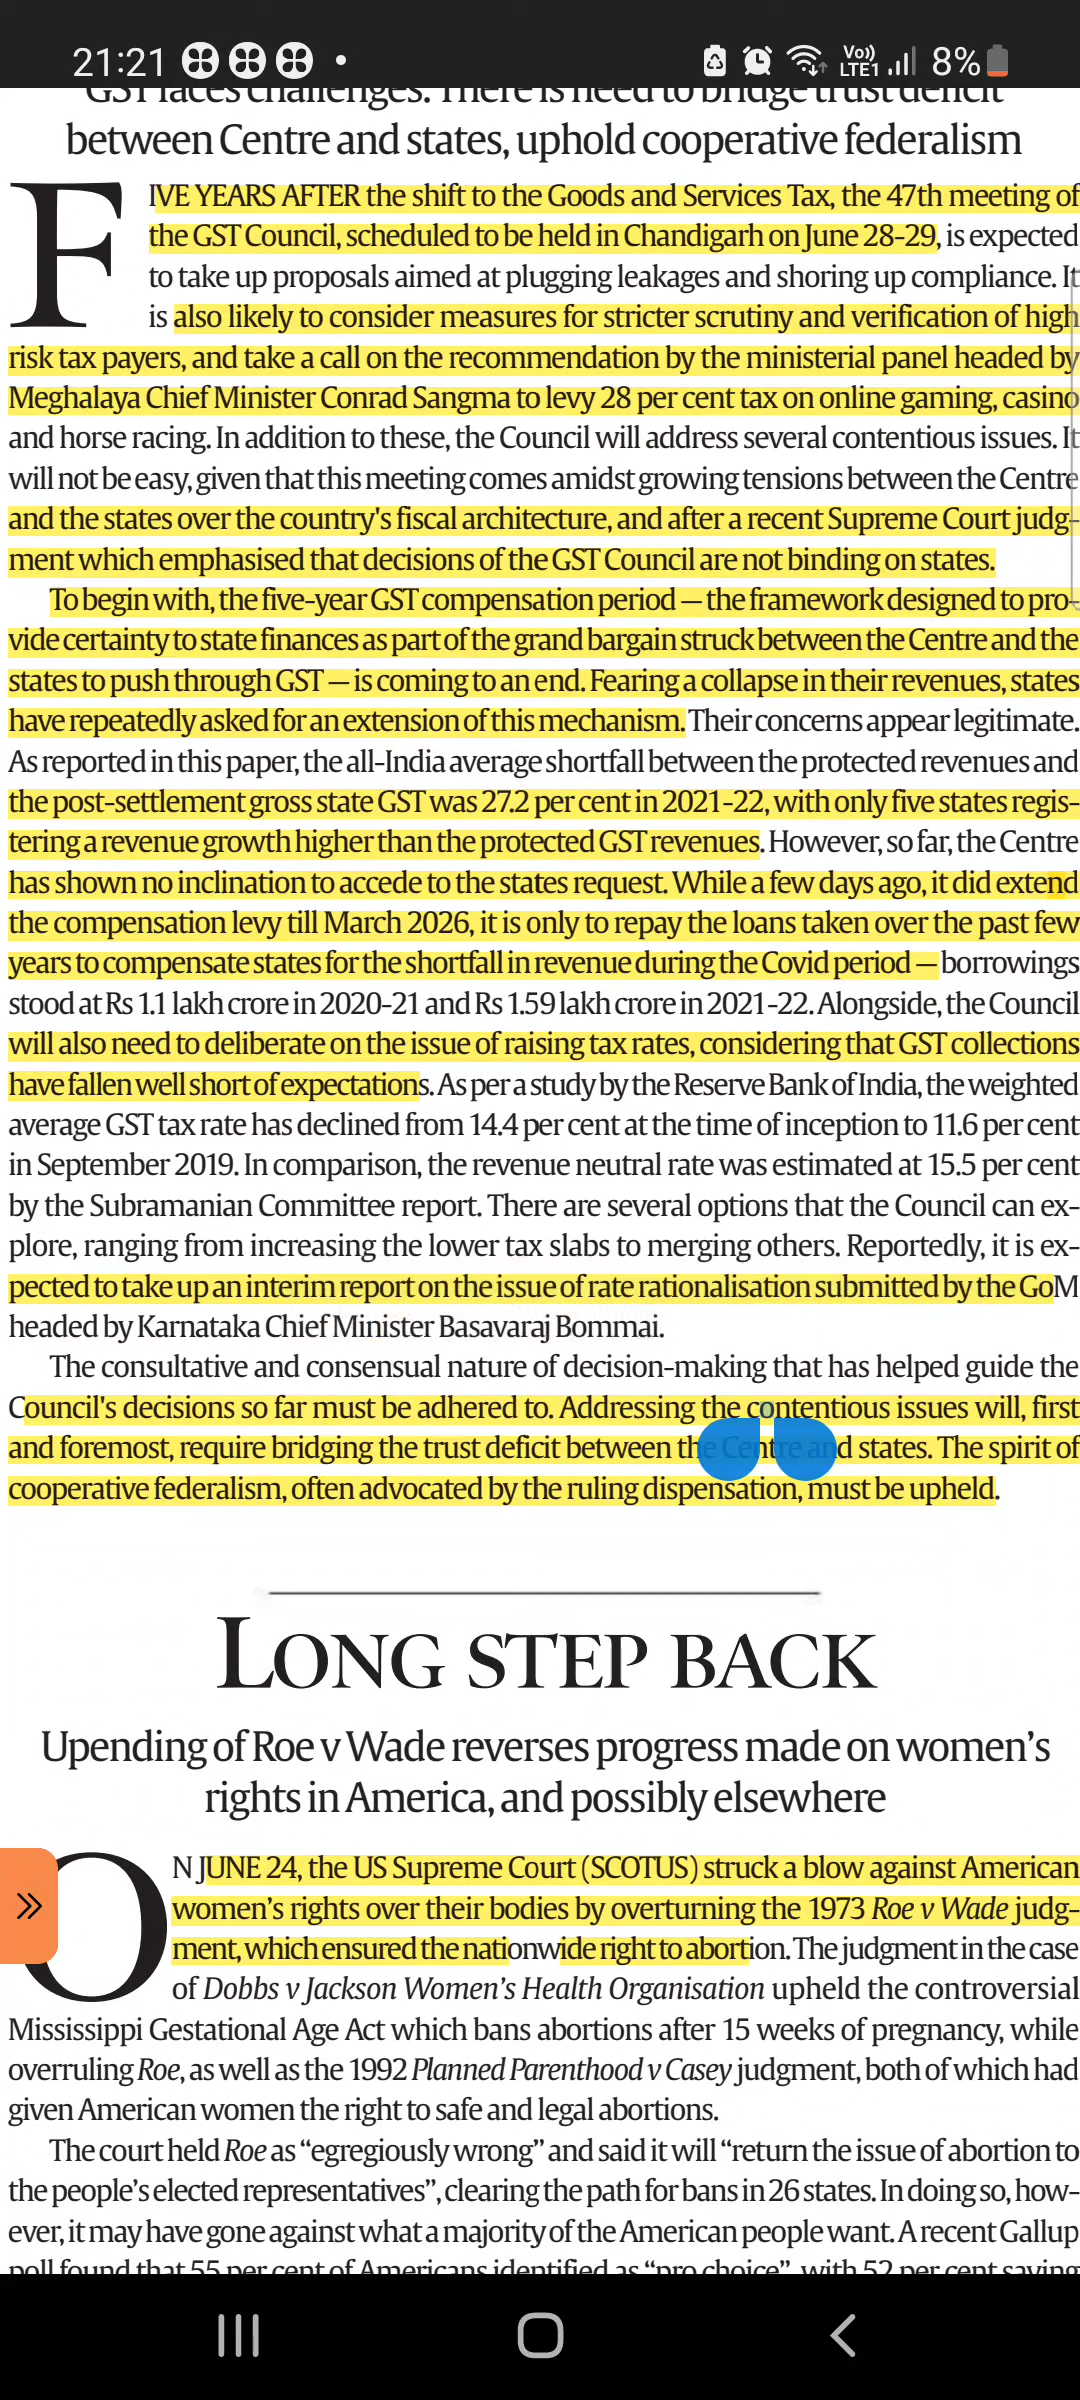 21:21
Vo))
LTE1
8%
GST faces challenges. There is need to bridge trust deficit
between Centre and states, uphold cooperative federalism
FIVE YEARS AFTER the shift to the Goods and Services Tax, the 47th meeting of
the GST Council, scheduled to be held in Chandigarh on June 28-29, is expected
to take up proposals aimed at plugging leakages and shoring up compliance. It
is also likely to consider measures for stricter scrutiny and verification of high
risk tax payers, and take a call on the recommendation by the ministerial panel headed by
Meghalaya Chief Minister Conrad Sangma to levy 28 per cent tax on online gaming, casino
and horse racing. In addition to these, the Council will address several contentious issues. It
will not be easy, given that this meeting comes amidst growing tensions between the Centre
and the states over the country's fiscal architecture, and after a recent Supreme Court judg-
ment which emphasised that decisions of the GST Council are not binding on states.
To begin with, the five-year GST compensation period — the framework designed to pro-
vide certainty to state finances as part of the grand bargain struck between the Centre and the
states to push through GST — is coming to an end. Fearing a collapse in their revenues, states
have repeatedly asked for an extension of this mechanism. Their concerns appear legitimate.
As reported in this paper, the all-India average shortfall between the protected revenues and
the post-settlement gross state GST was 27.2 per cent in 2021-22, with only five states regis-
tering a revenue growth higher than the protected GST revenues. However, so far, the Centre
has shown no inclination to accede to the states request. While a few days ago, it did extend
the compensation levy till March 2026, it is only to repay the loans taken over the past few
years to compensate states for the shortfall in revenue during the Covid period — borrowings
stood at Rs 1.1 lakh crore in 2020-21 and Rs 1.59 lakh crore in 2021-22. Alongside, the Council
will also need to deliberate on the issue of raising tax rates, considering that GST collections
have fallen well short of expectations. As per a study by the Reserve Bank of India, the weighted
average GST tax rate has declined from 14.4 per cent at the time of inception to 11.6 per cent
in September 2019. In comparison, the revenue neutral rate was estimated at 15.5 per cent
by the Subramanian Committee report. There are several options that the Council can ex-
plore, ranging from increasing the lower tax slabs to merging others. Reportedly, it is ex-
pected to take up an interim report on the issue of rate rationalisation submitted by the GoM
headed by Karnataka Chief Minister Basavaraj Bommai.
The consultative and consensual nature of decision-making that has helped guide the
Council's decisions so far must be adhered to. Addressing the contentious issues will, first
and foremost, require bridging the trust deficit between the Centre and states. The spirit of
cooperative federalism, often advocated by the ruling dispensation, must be upheld.
LONG STEP BACK
Upending of Roe v Wade reverses progress made on women's
rights in America, and possibly elsewhere
ON JUNE 24, the US Supreme Court (SCOTUS) struck a blow against American
women's rights over their bodies by overturning the 1973 Roe v Wade judg-
ment, which ensured the nationwide right to abortion. The judgment in the case
of Dobbs v Jackson Women's Health Organisation upheld the controversial
Mississippi Gestational Age Act which bans abortions after 15 weeks of pregnancy, while
overruling Roe, as well as the 1992 Planned Parenthood v Casey judgment, both of which had
given American women the right to safe and legal abortions.
The court held Roe as "egregiously wrong" and said it will "return the issue of abortion to
the people's elected representatives", clearing the path for bans in 26 states. In doing so, how-
ever, it may have gone against what a majority of the American people want. A recent Gallup
poll found that 55 per cent of Americans identified as "pro choice", with 52 per cent saying